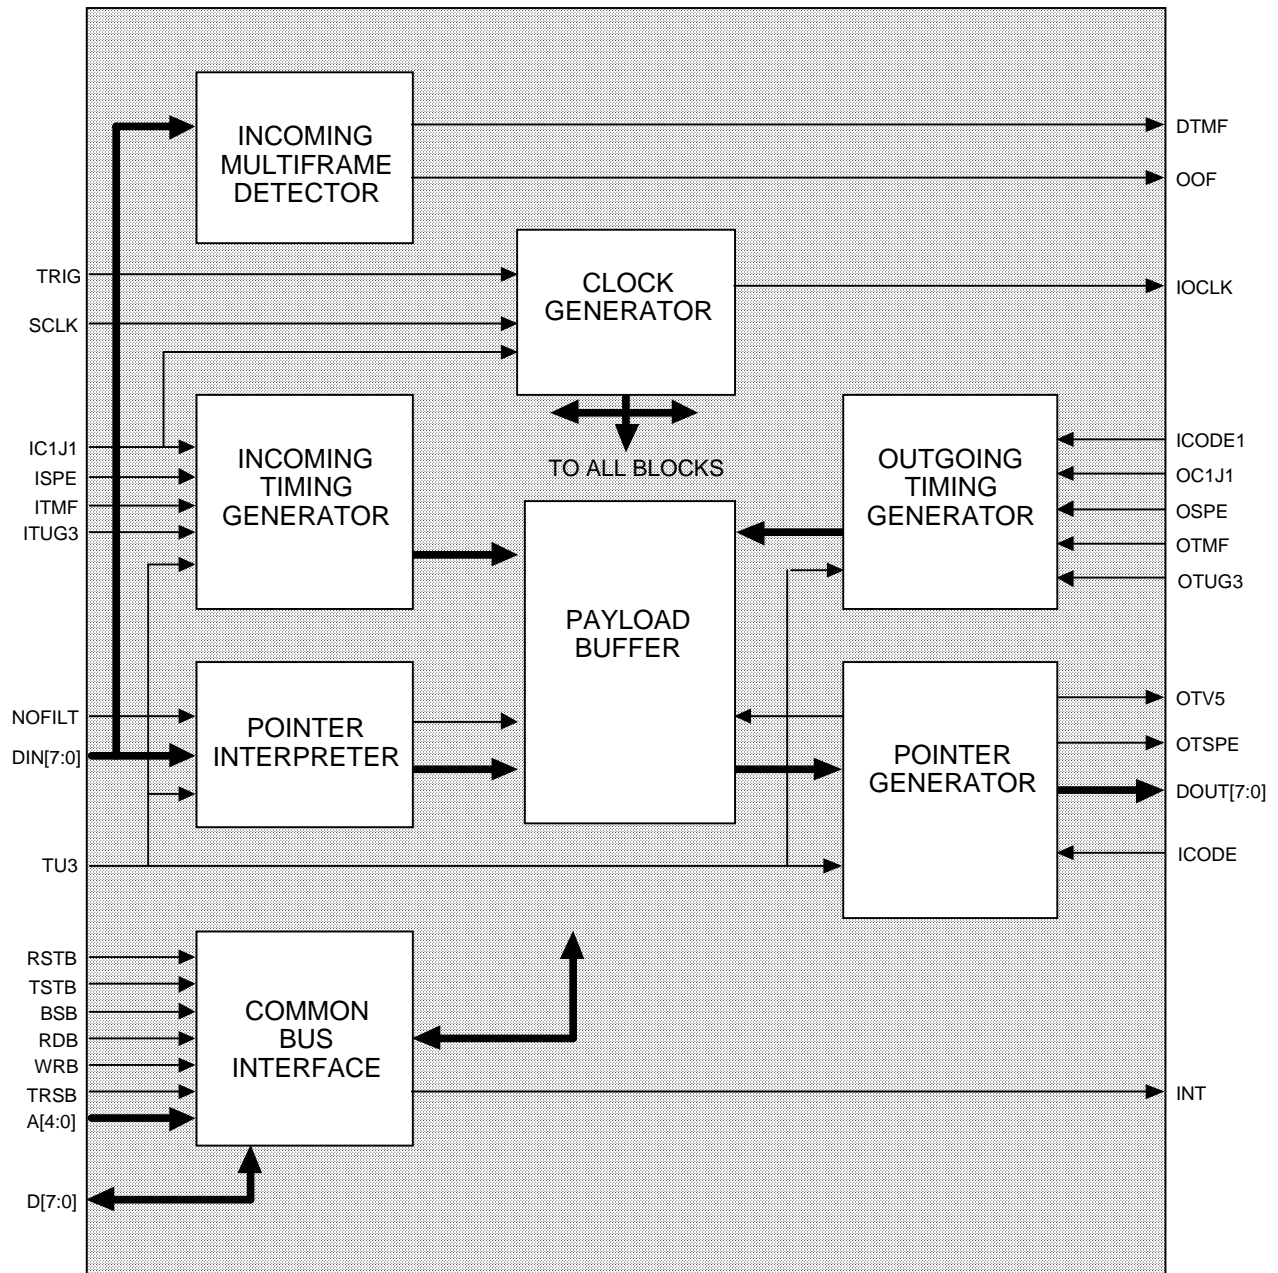 INCOMING
MULTIFRAME
DETECTOR
DTMF
OOF
TRIG
SCLK
CLOCK
GENERATOR
IOCLK
TO ALL BLOCKS
IC1J1
ISPE
ITMF
ITUG3
INCOMING
TIMING
GENERATOR
OUTGOING
TIMING
GENERATOR
ICODE1
OC1J1
OSPE
OTMF
OTUG3
PAYLOAD
BUFFER
NOFILT
DIN[7:0]
POINTER
INTERPRETER
POINTER
GENERATOR
OTV5
OTSPE
DOUT[7:0]
ICODE
TU3
RSTB
TSTB
BSB
RDB
WRB
TRSB
A[4:0]
COMMON
BUS
INTERFACE
INT
D[7:0]